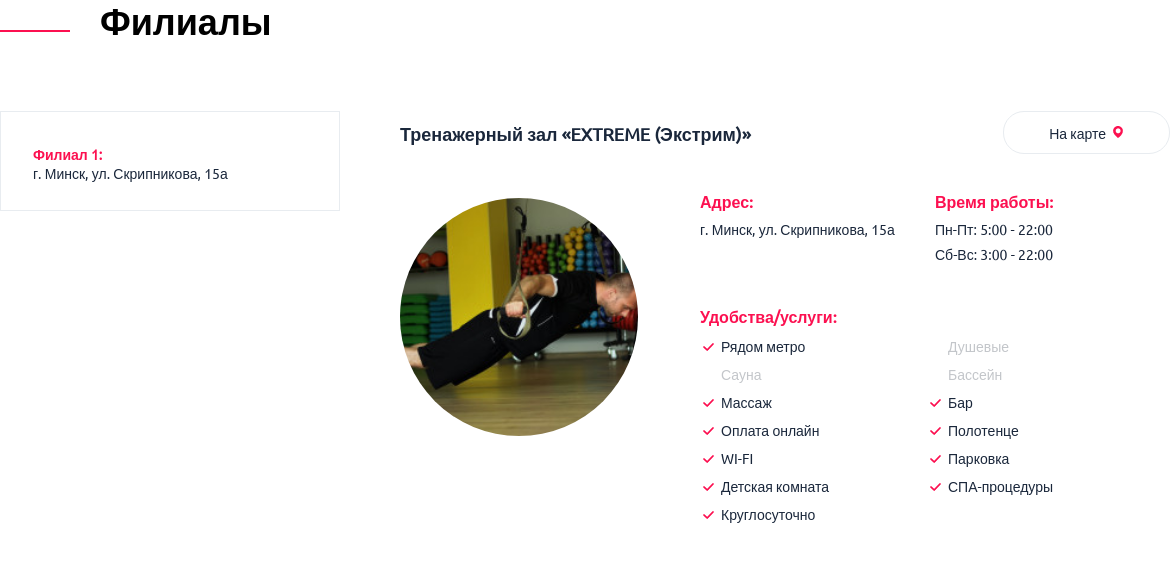 Филиалы
Филиал 1:
г. Минск, ул. Скрипникова, 15а
Тренажерный зал «EXTREME (Экстрим)»
На карте
Адрес:
г. Минск, ул. Скрипникова, 15а
Время работы:
Пн-Пт: 5:00 - 22:00
Сб-Вс: 3:00 - 22:00
Удобства/услуги:
Рядом метро
Душевые
Сауна
Бассейн
Массаж
Бар
Оплата онлайн
Полотенце
WI-FI
Парковка
Детская комната
СПА-процедуры
Круглосуточно